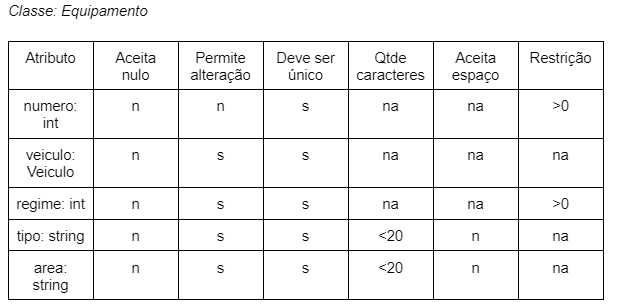 Classe: Equipamento
Atributo Aceita nulo Permite alteração Deve ser único Qtde caracteres Aceita espaço Restrição
numero: int n n s na na >0
veiculo: Veiculo n s s na na na
regime: int n s s na na >0
tipo: string n s s <20 n na
area: string n s s <20 n na